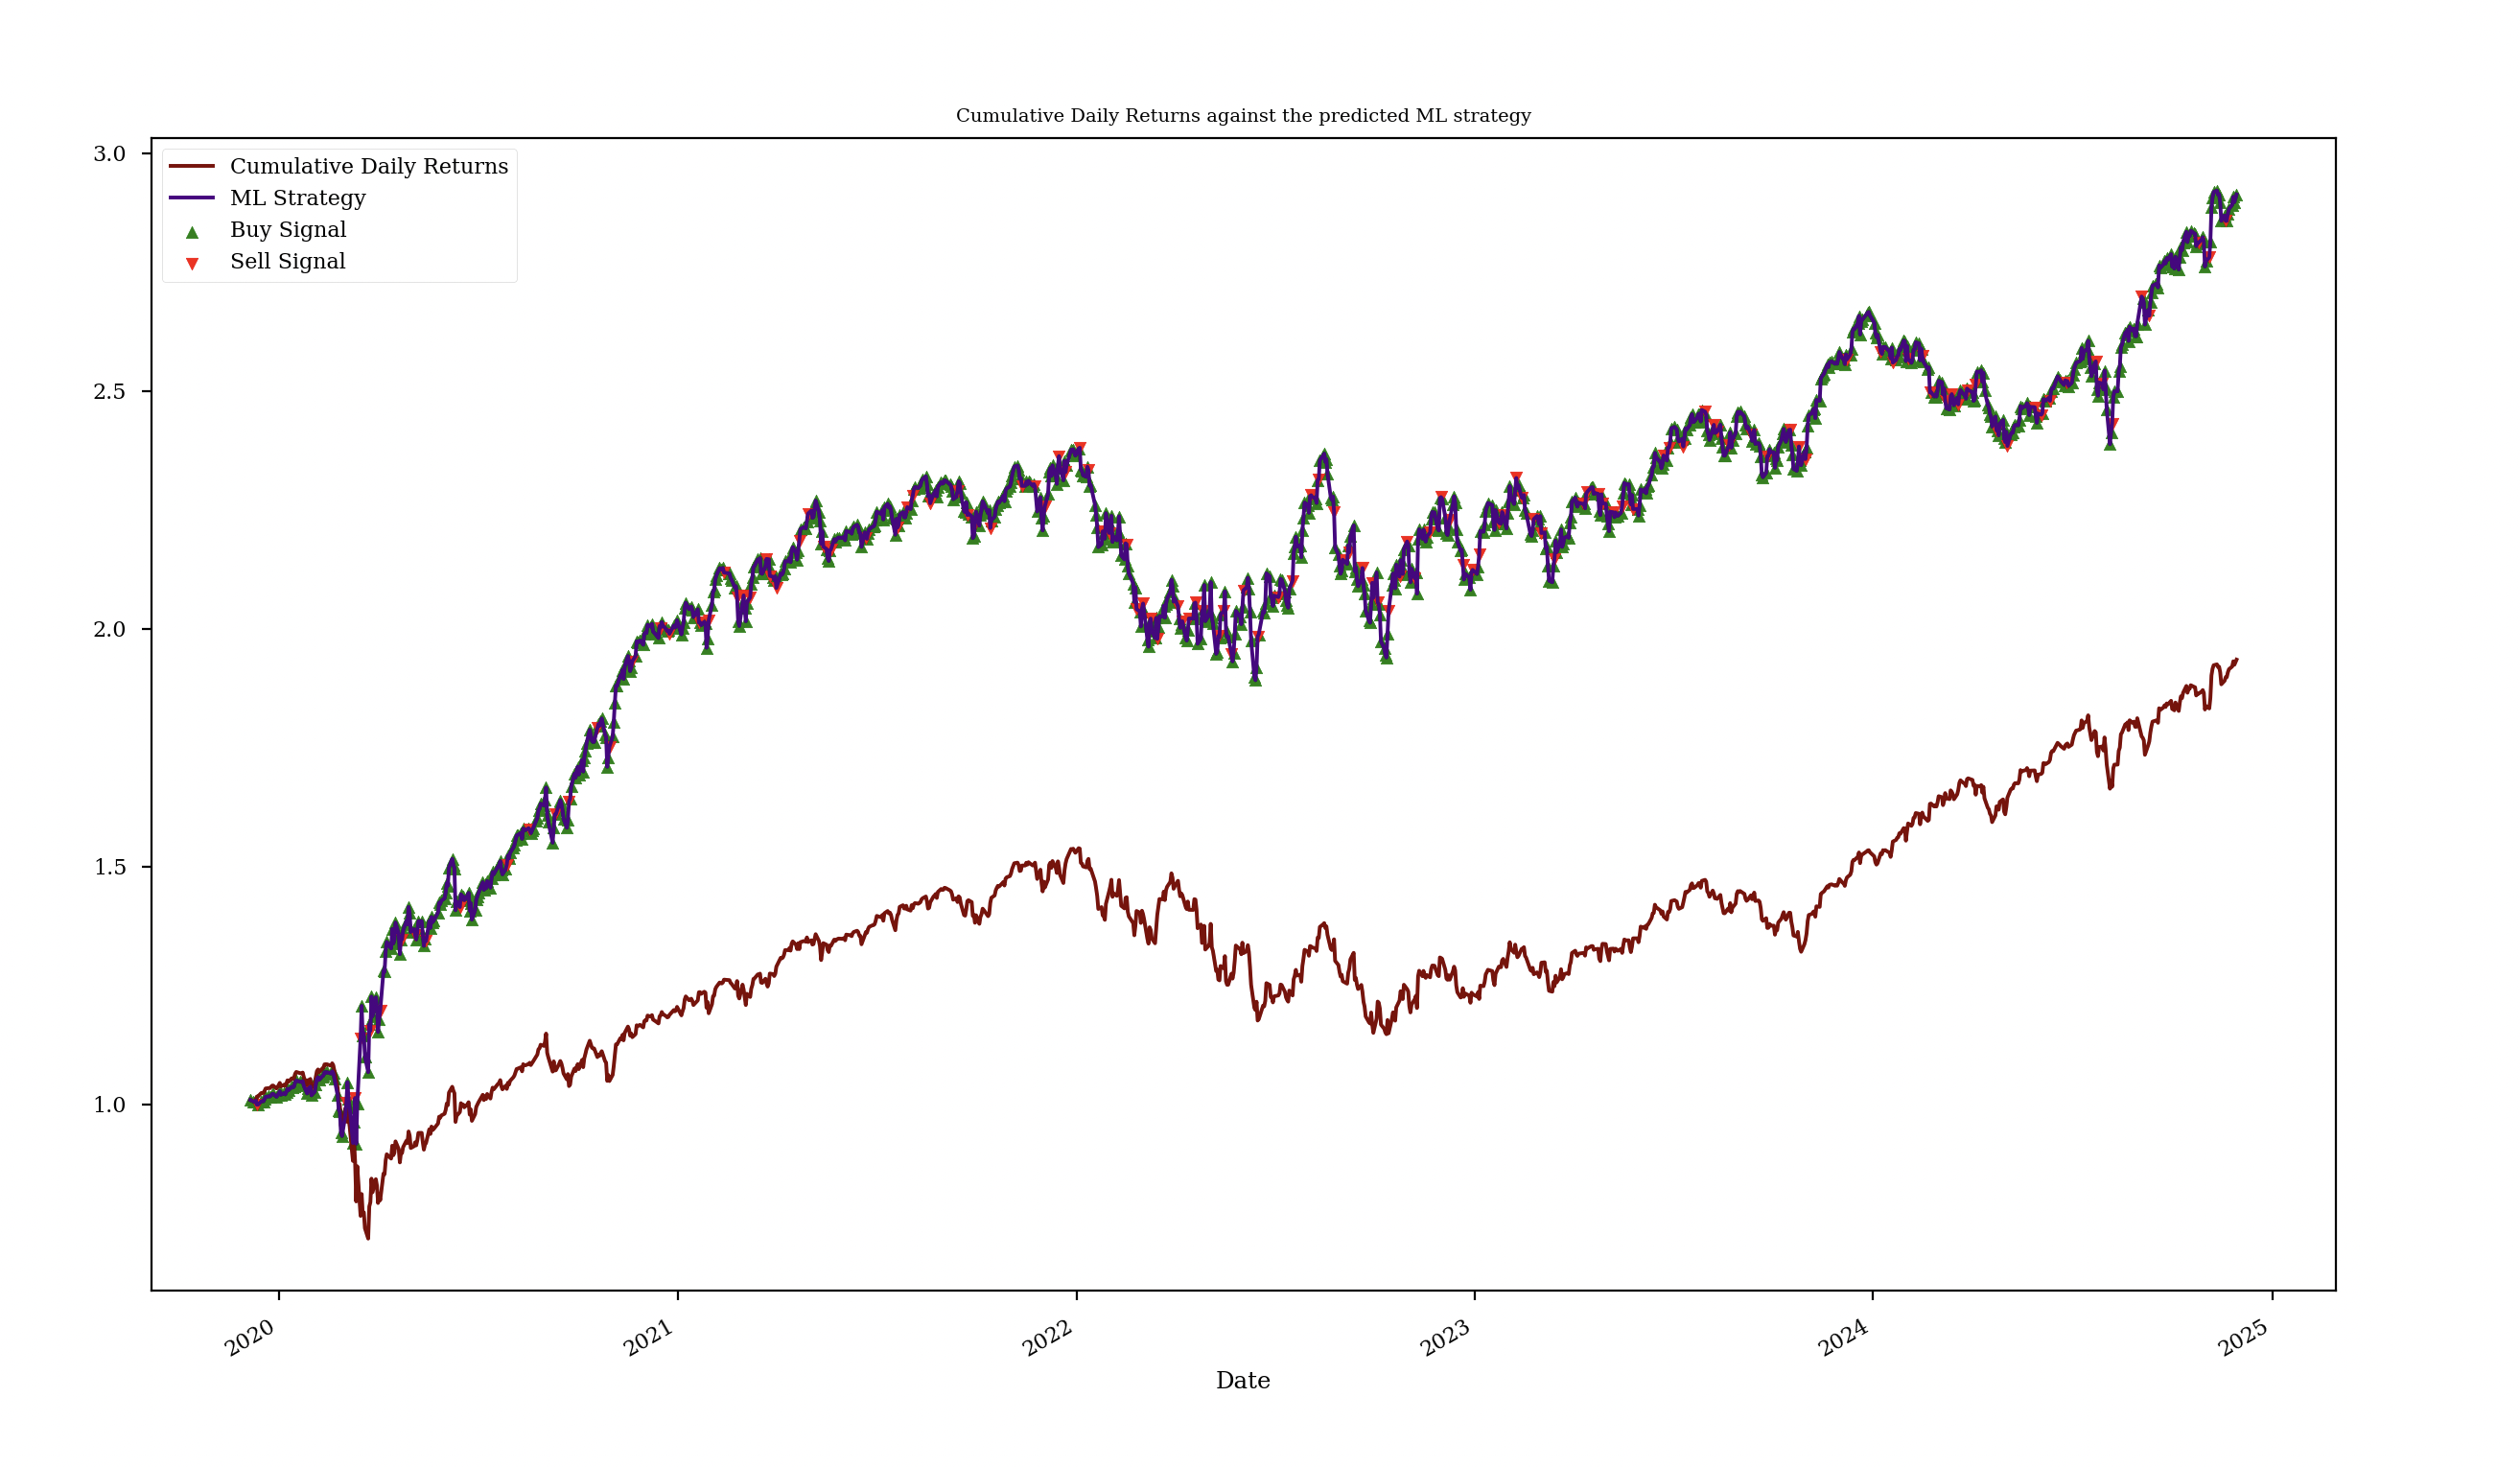 Cumulative Daily Returns against the predicted ML strategy
3.0
Cumulative Daily Returns
ML Strategy
Buy Signal
Sell Signal
2.5
2.0
1.5
1.0
2020
2021
2022
2023
2024
2025
Date